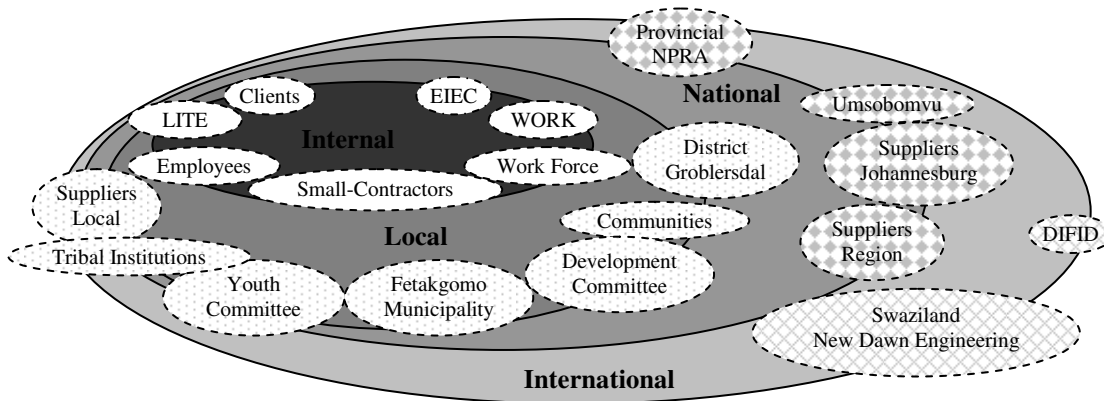 Provincial
NPRA
Clients
EIEC
National
Umsobomvu
LITE
WORK
Internal
District
Groblersdal
Suppliers
Johannesburg
Employees
Work Force
Small-Contractors
Suppliers
Local
Communities
Tribal Institutions
Local
Suppliers
Region
DIFID
Youth
Committee
Fetakgomo
Municipality
Development
Committee
Swaziland
New Dawn Engineering
International